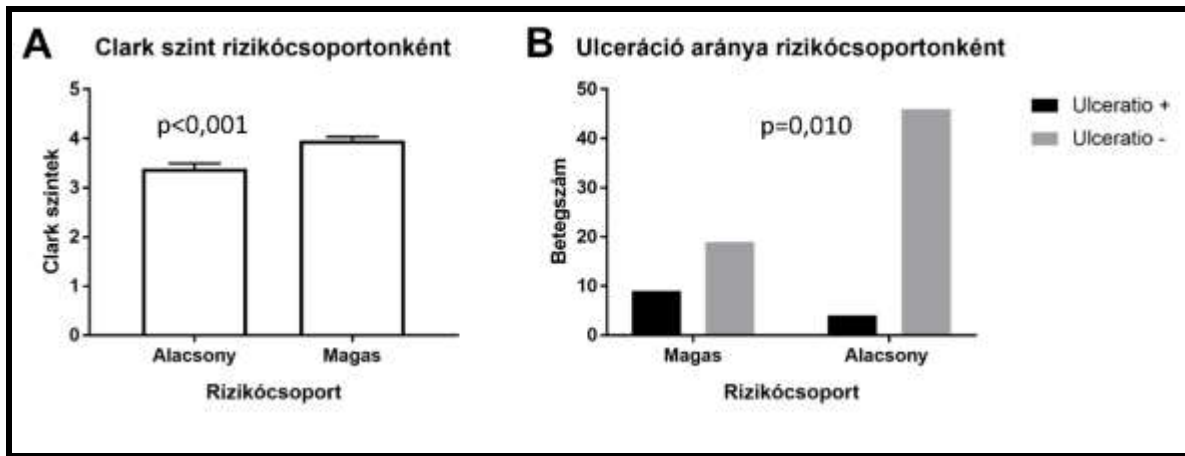 A
Clark szint rizikócsoportonként
5
4
3
2
1
0
Clark szintek
p<0,001
Alacsony
Magas
Rizikócsoport
B
Ulceráció aránya rizikócsoportonként
50
40
30
20
10
0
Betegszám
p=0,010
Magas
Alacsony
Rizikócsoport
Ulceratio +
Ulceratio -